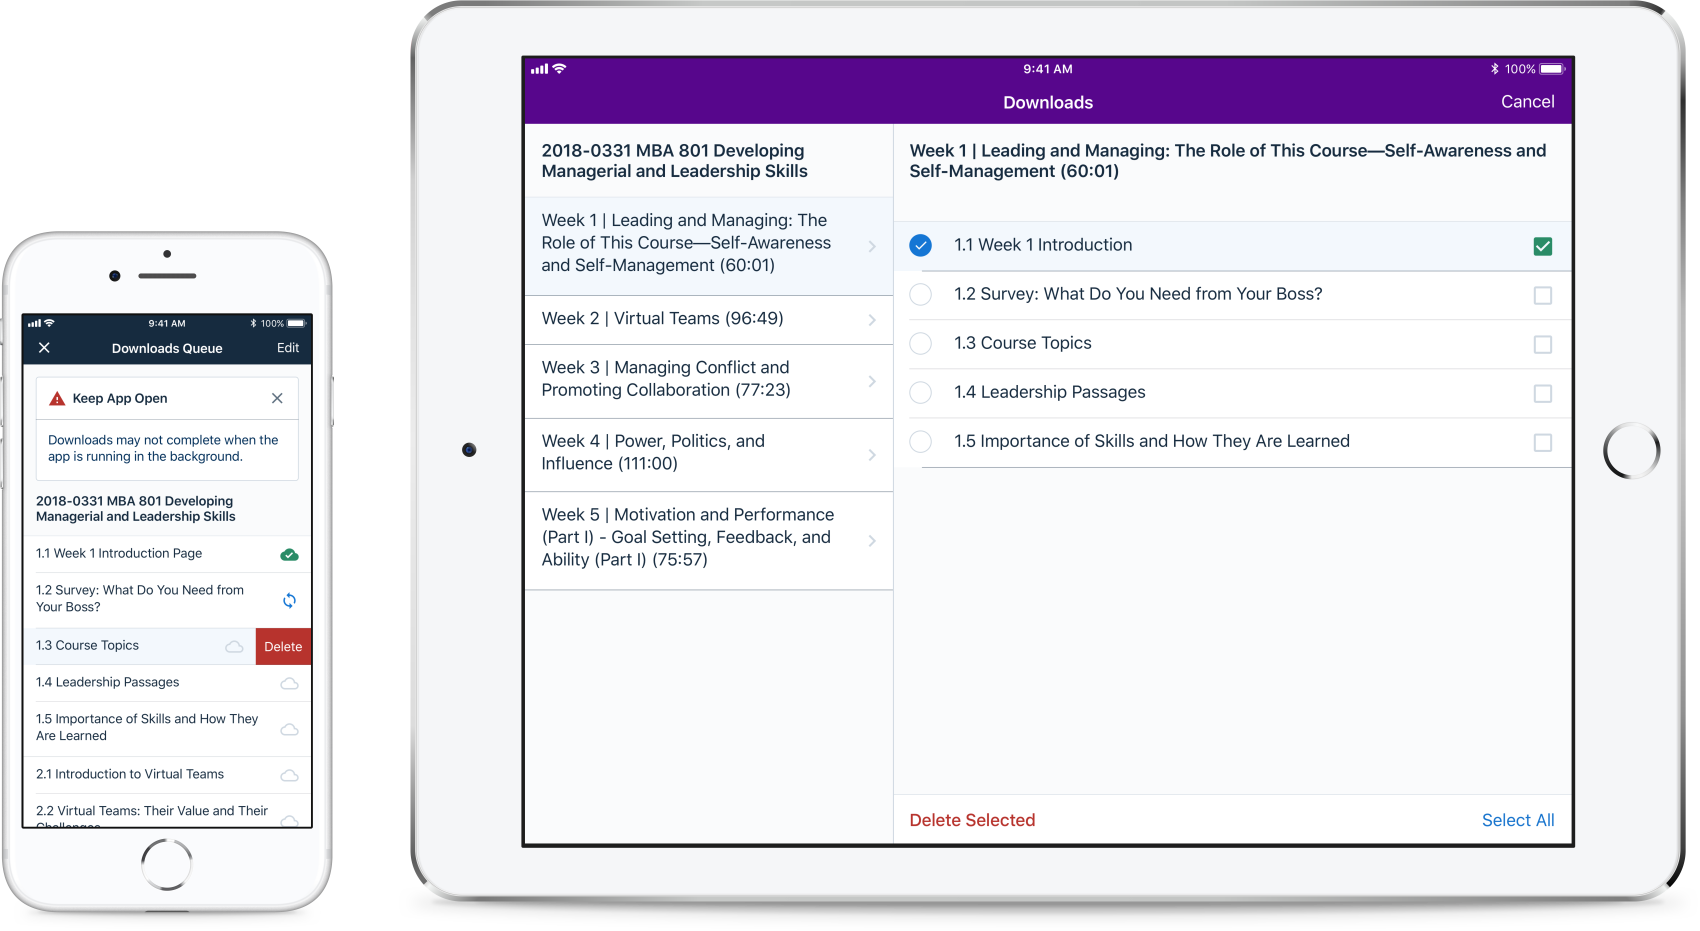 9:41 AM
100%
Downloads Queue
Edit
Keep App Open
Downloads may not complete when the
app is running in the background.
2018-0331 MBA 801 Developing
Managerial and Leadership Skills
1.1 Week 1 Introduction Page
1.2 Survey: What Do You Need from
Your Boss?
1.3 Course Topics
Delete
1.4 Leadership Passages
1.5 Importance of Skills and How They
Are Learned
2.1 Introduction to Virtual Teams
2.2 Virtual Teams: Their Value and Their
Challenges
9:41 AM
100%
Downloads
Cancel
2018-0331 MBA 801 Developing
Managerial and Leadership Skills
Week 1 | Leading and Managing: The
Role of This Course—Self-Awareness
and Self-Management (60:01)
Week 2 | Virtual Teams (96:49)
Week 3 | Managing Conflict and
Promoting Collaboration (77:23)
Week 4 | Power, Politics, and
Influence (111:00)
Week 5 | Motivation and Performance
(Part I) - Goal Setting, Feedback, and
Ability (Part I) (75:57)
Week 1 | Leading and Managing: The Role of This Course—Self-Awareness and
Self-Management (60:01)
1.1 Week 1 Introduction
1.2 Survey: What Do You Need from Your Boss?
1.3 Course Topics
1.4 Leadership Passages
1.5 Importance of Skills and How They Are Learned
Delete Selected
Select All